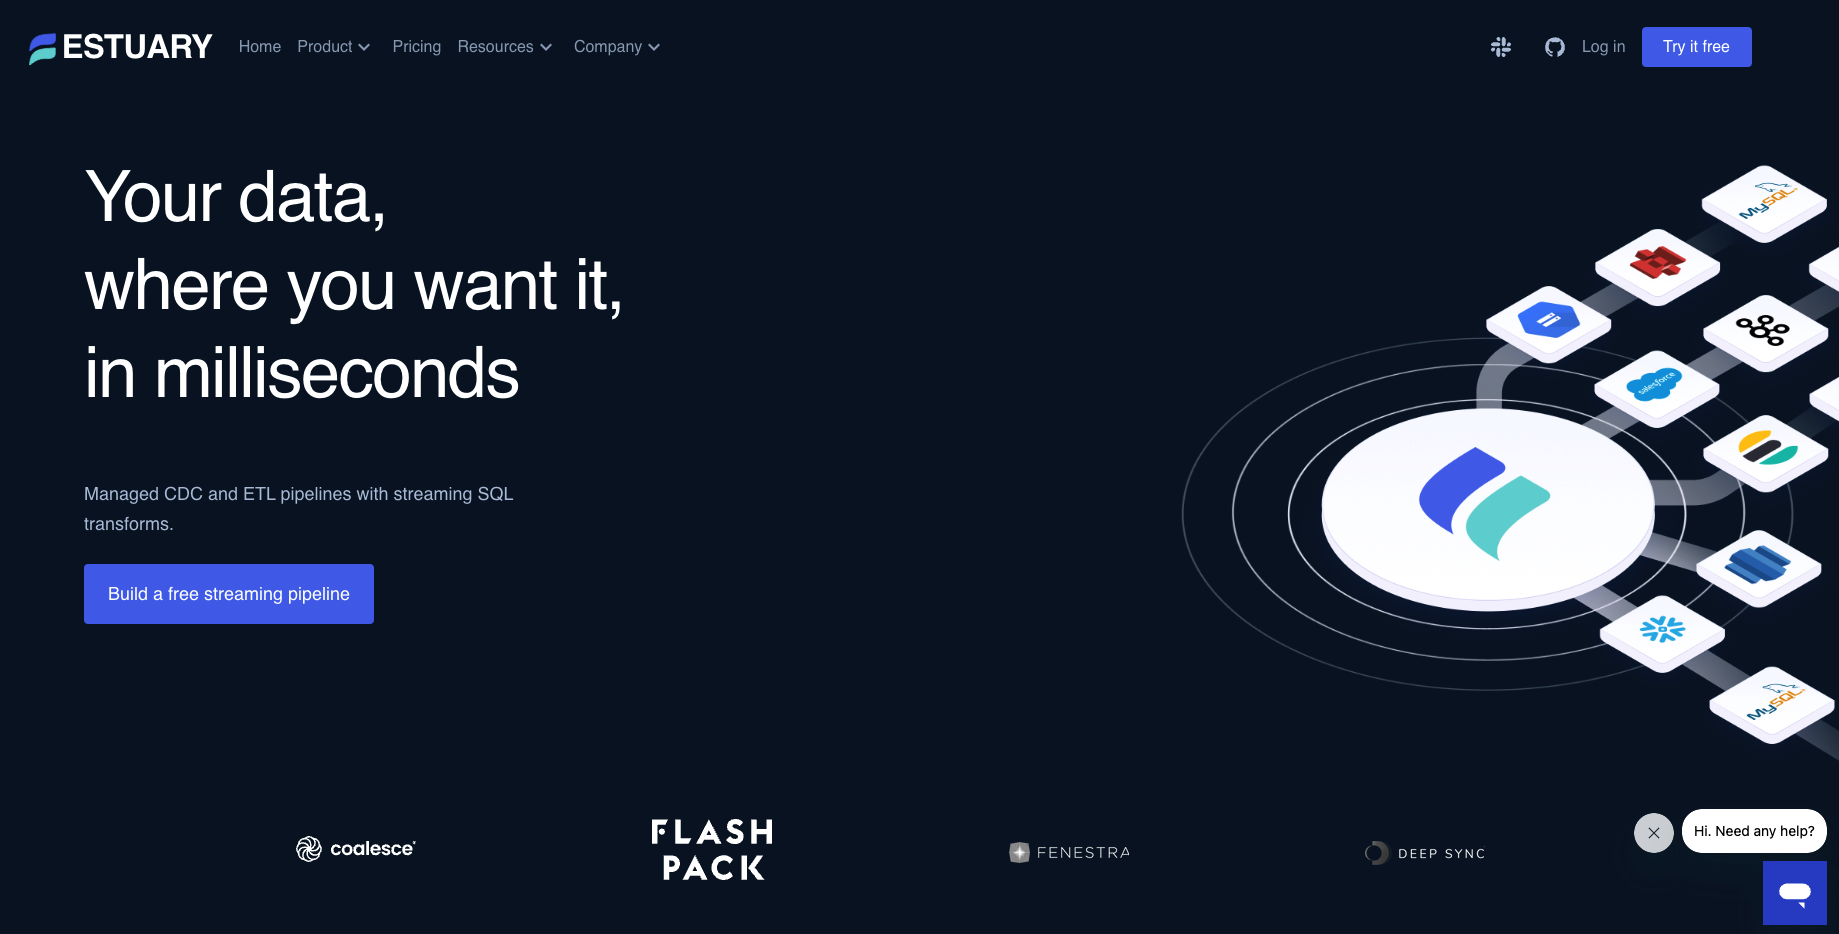 ESTUARY
Home Product Pricing Resources Company
Log in Try it free
Your data,
where you want it,
in milliseconds
Managed CDC and ETL pipelines with streaming SQL
transforms.
Build a free streaming pipeline
MySQL
salesforce
MySQL
coalesce
FLASH
PACK
FENESTRA
DEEP SYNC
Hi. Need any help?